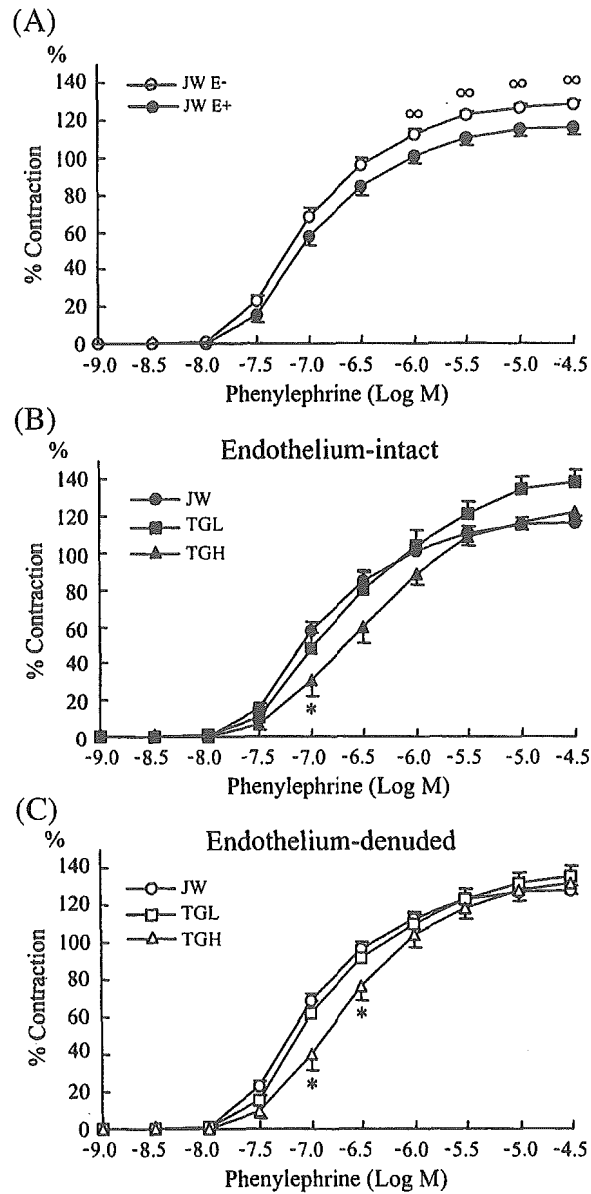 (A)
%
140
120
100
80
60
40
20
0
% Contraction
JW E-
JW E+
∞ ∞ ∞ ∞
-9.0 -8.5 -8.0 -7.5 -7.0 -6.5 -6.0 -5.5 -5.0 -4.5
Phenylephrine (Log M)
(B)
% Endothelium-intact
140
120
100
80
60
40
20
0
% Contraction
JW
TGL
TGH
*
-9.0 -8.5 -8.0 -7.5 -7.0 -6.5 -6.0 -5.5 -5.0 -4.5
Phenylephrine (Log M)
(C)
% Endothelium-denuded
140
120
100
80
60
40
20
0
% Contraction
JW
TGL
TGH
*
*
-9.0 -8.5 -8.0 -7.5 -7.0 -6.5 -6.0 -5.5 -5.0 -4.5
Phenylephrine (Log M)